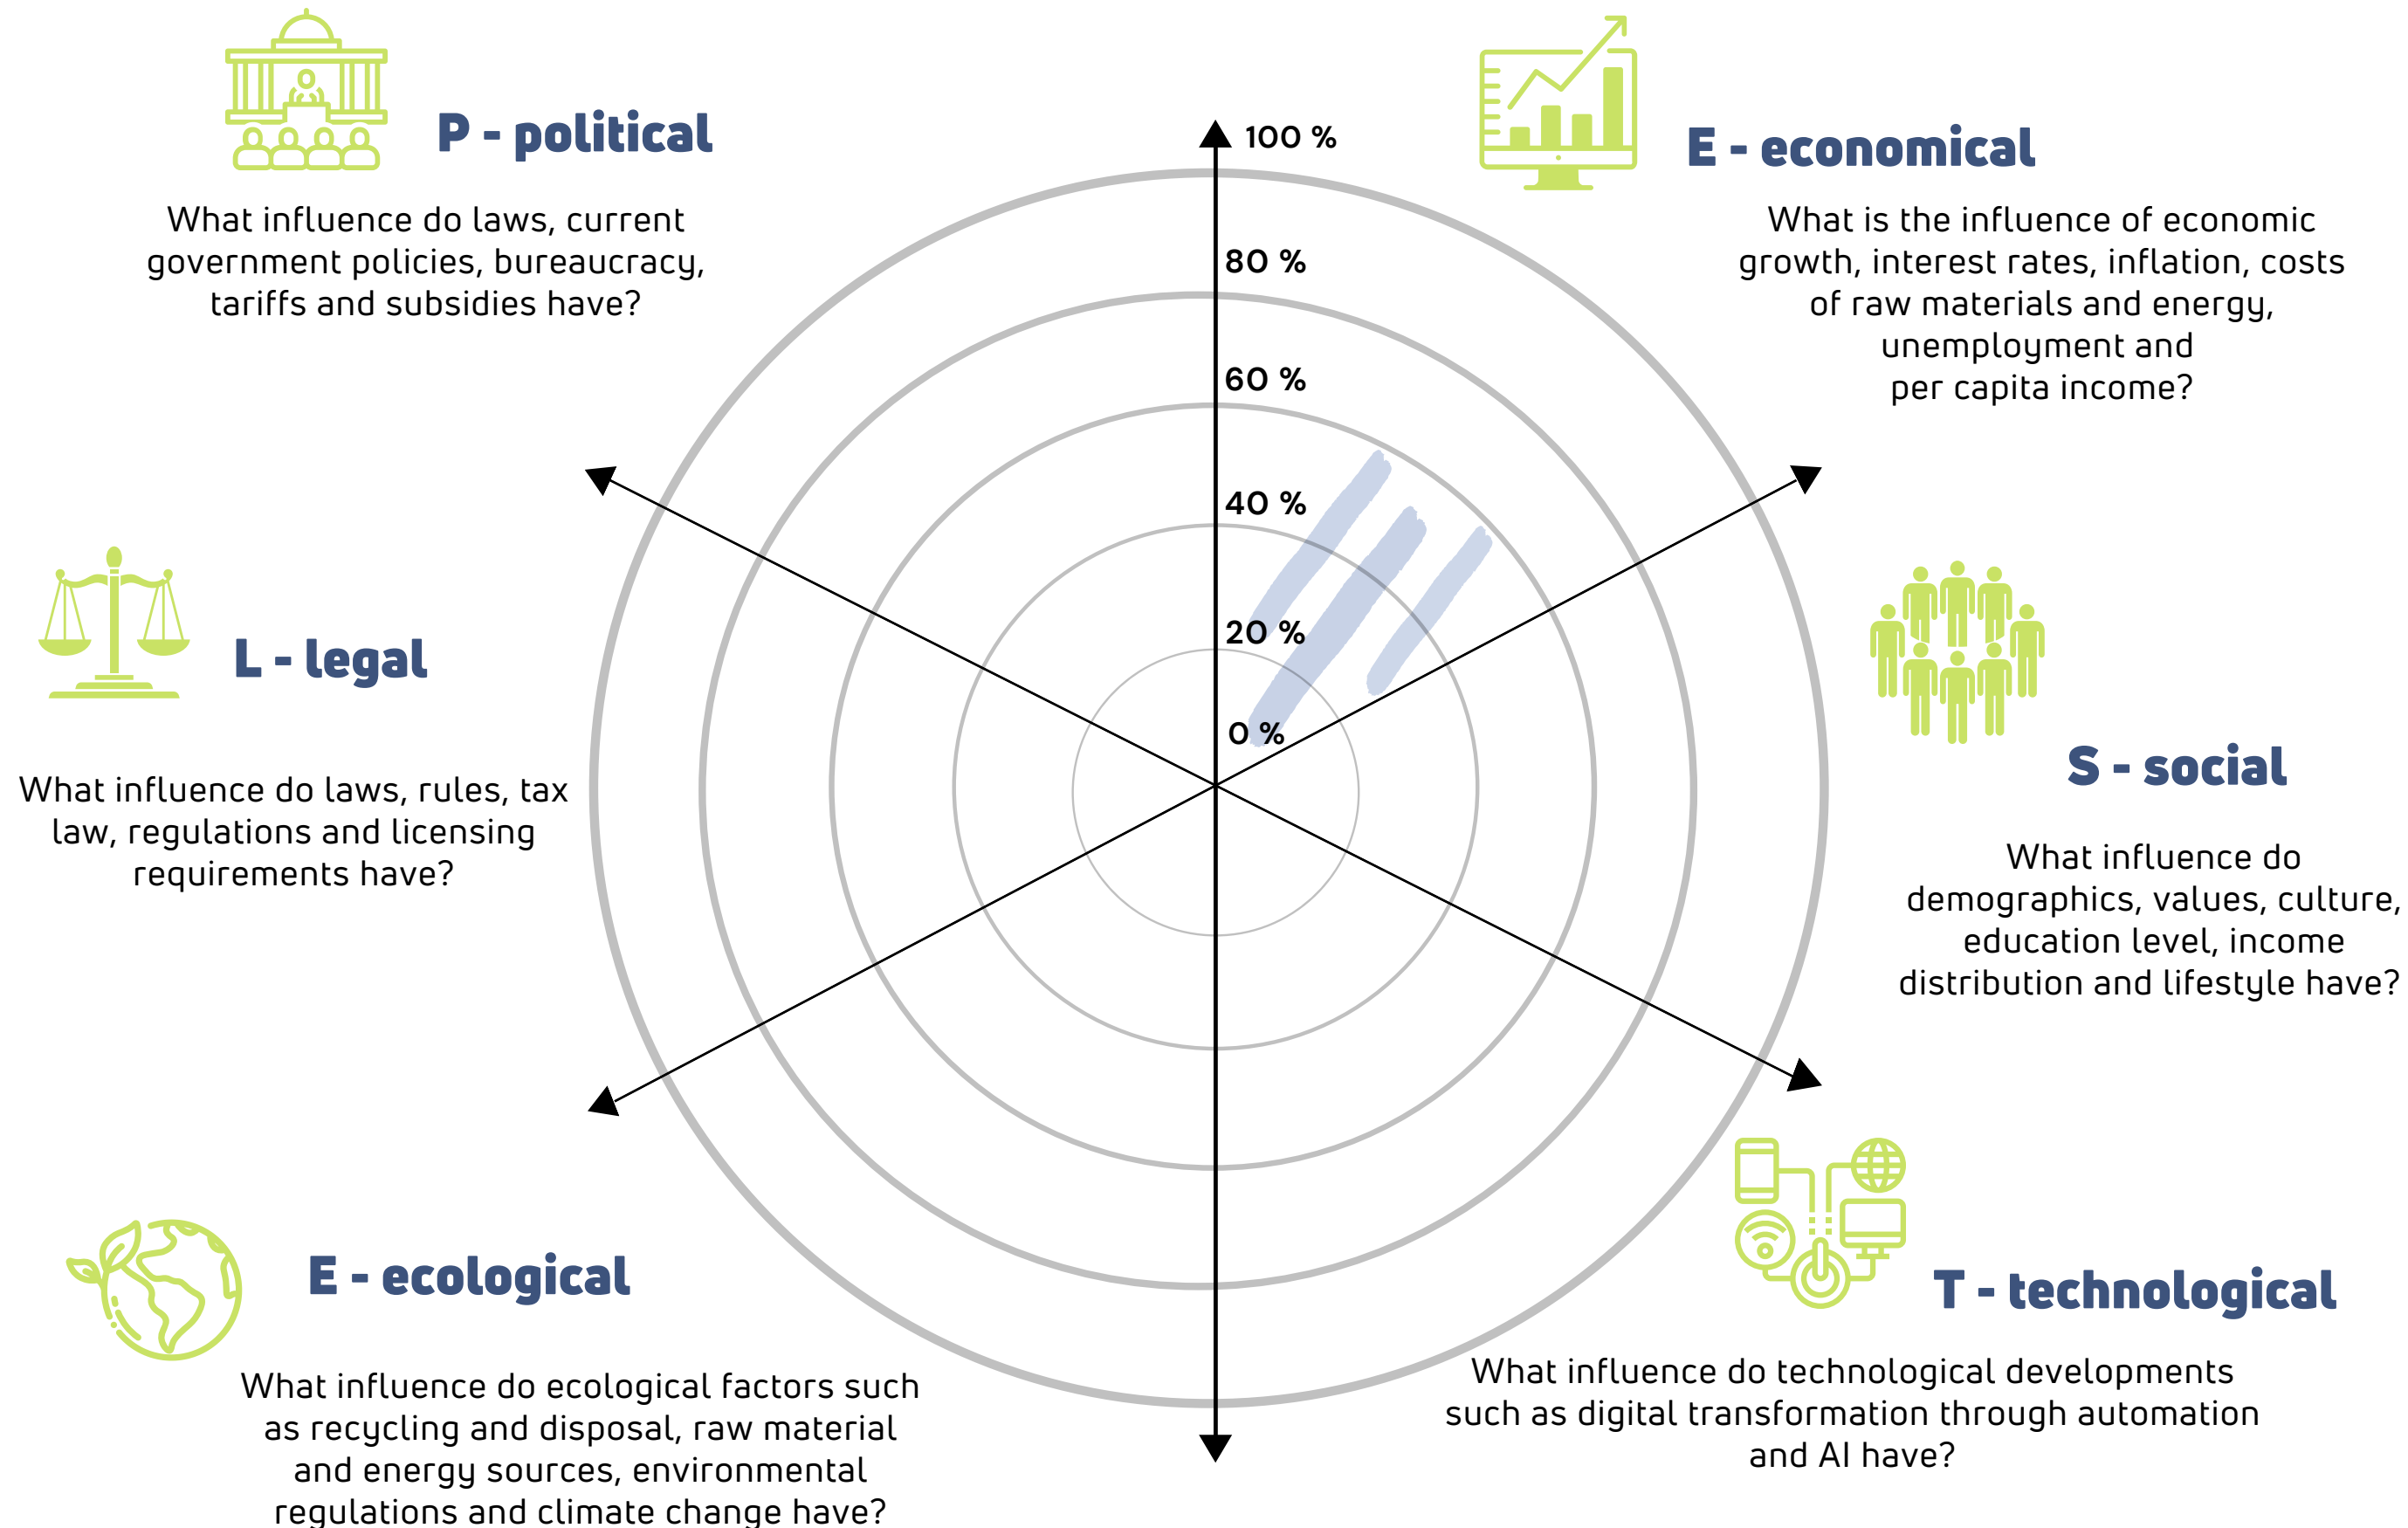 P - political
What influence do laws, current
government policies, bureaucracy,
tariffs and subsidies have?
E - economical
What is the influence of economic
growth, interest rates, inflation, costs
of raw materials and energy,
unemployment and
per capita income?
100 %
80 %
60 %
40 %
20 %
0 %
L - legal
What influence do laws, rules, tax
law, regulations and licensing
requirements have?
S - social
What influence do
demographics, values, culture,
education level, income
distribution and lifestyle have?
E - ecological
What influence do ecological factors such
as recycling and disposal, raw material
and energy sources, environmental
regulations and climate change have?
T - technological
What influence do technological developments
such as digital transformation through automation
and AI have?